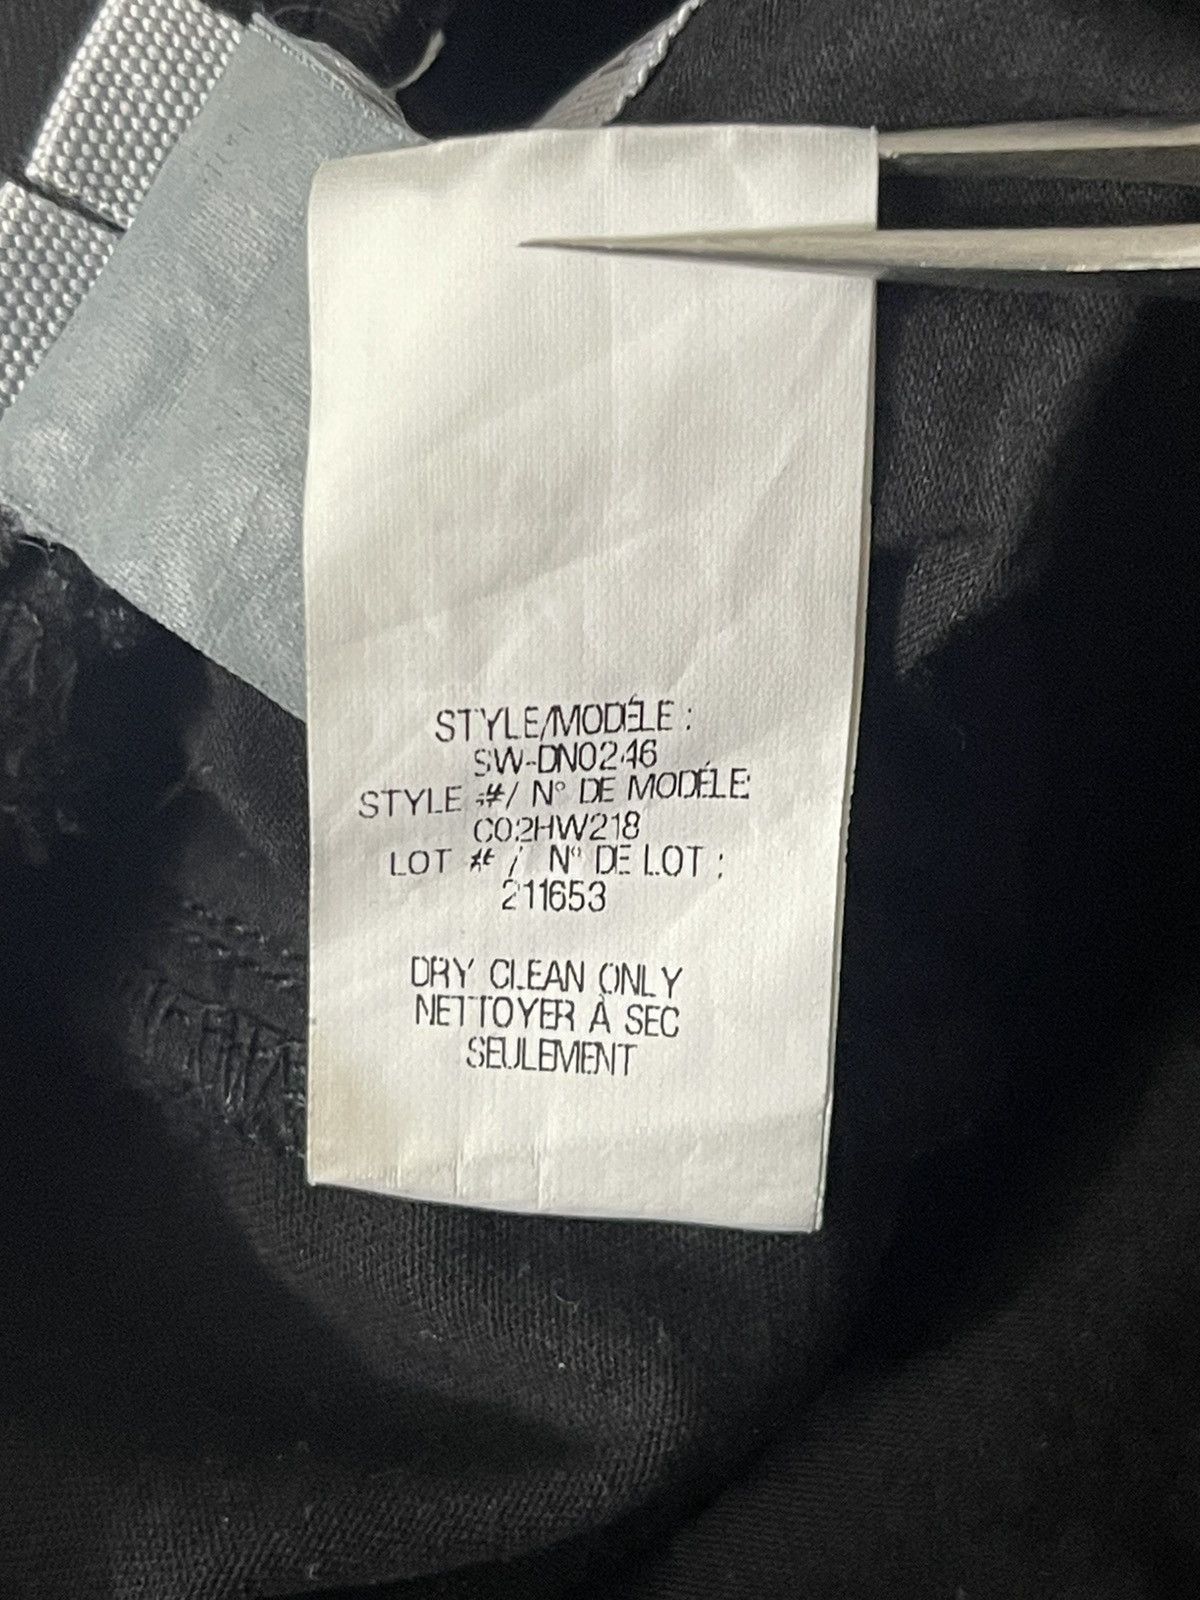 STYLE/MODÉLE :
SW-DN0246
STYLE #/ N° DE MODÉLE:
C02HW218
LOT # / N° DE LOT :
211653
DRY CLEAN ONLY
NETTOYER À SEC
SEULEMENT